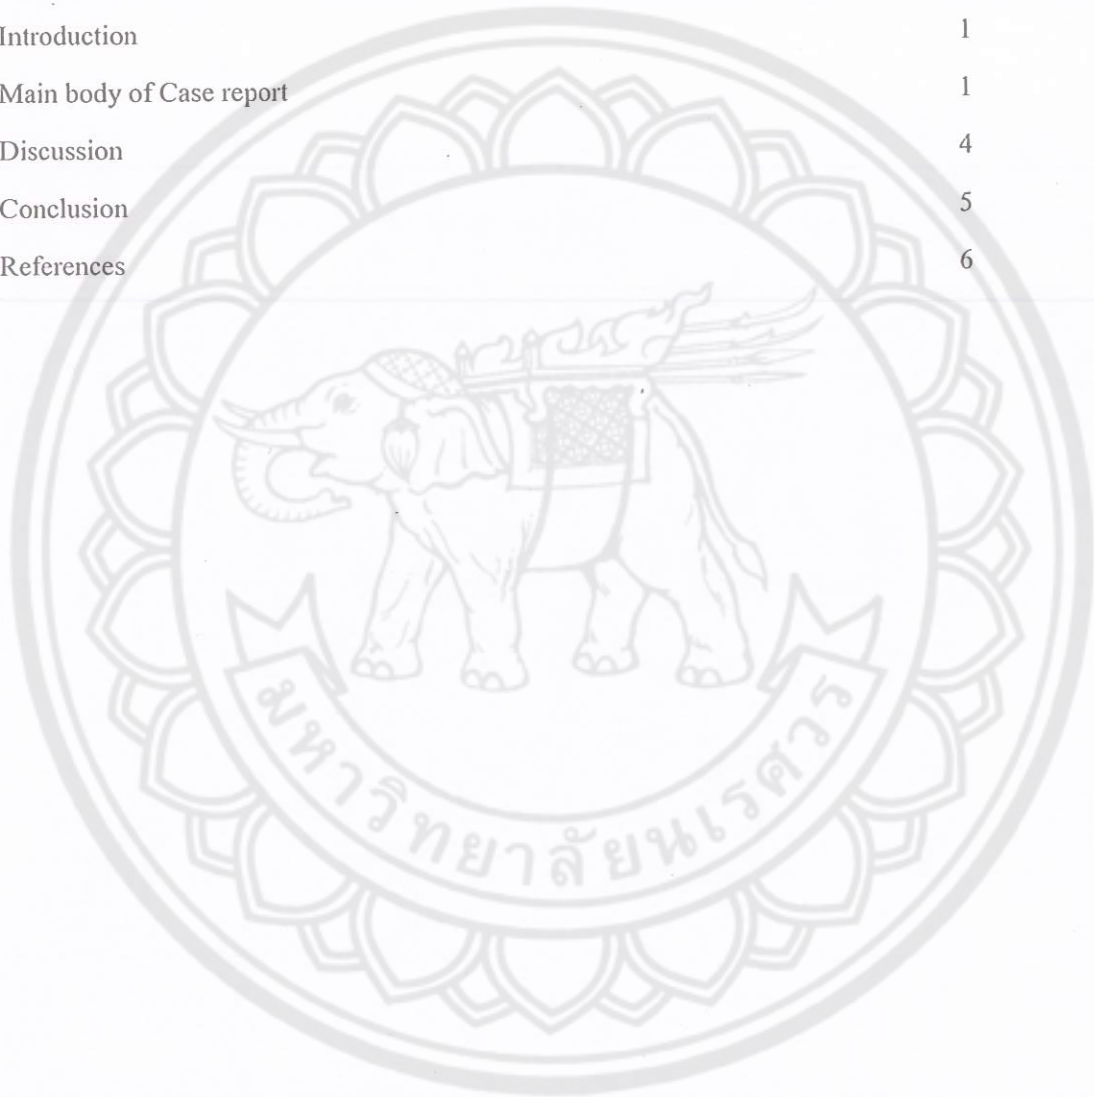 Introduction 1
Main body of Case report 1
Discussion 4
Conclusion 5
References 6
มหาวิทยาลัยนเรศวร